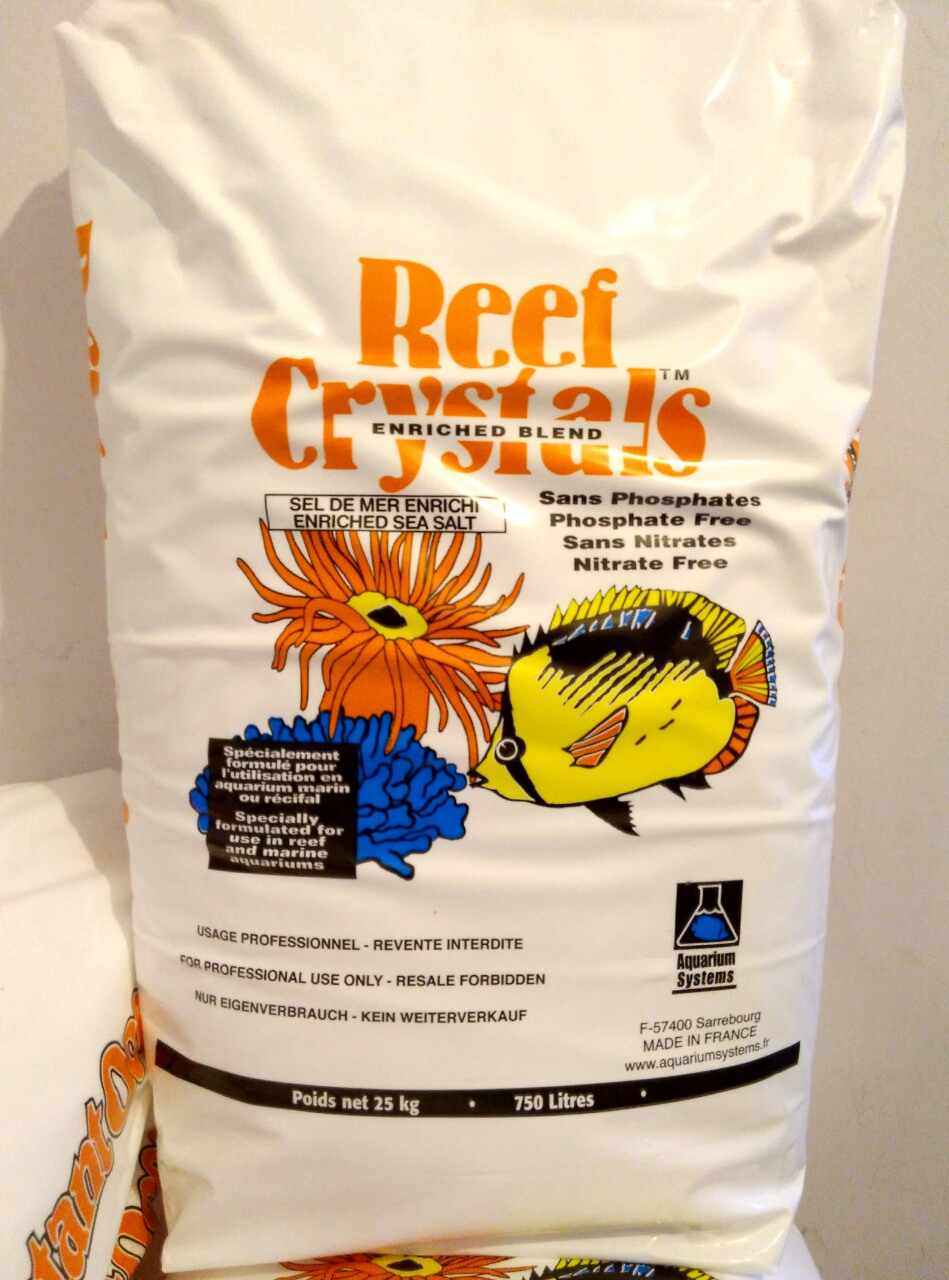 Reef
Crystals™
ENRICHED BLEND
SEL DE MER ENRICHI
ENRICHED SEA SALT
Sans Phosphates
Phosphate Free
Sans Nitrates
Nitrate Free
Spécialement
formulé pour
l'utilisation en
aquarium marin
ou récifal
Specially
formulated for
use in reef
and marine
aquariums
USAGE PROFESSIONNEL - REVENTE INTERDITE
FOR PROFESSIONAL USE ONLY - RESALE FORBIDDEN
NUR EIGENVERBRAUCH - KEIN WEITERVERKAUF
Aquarium
Systems
F-57400 Sarrebourg
MADE IN FRANCE
www.aquariumsystems.fr
Poids net 25 kg • 750 Litres •